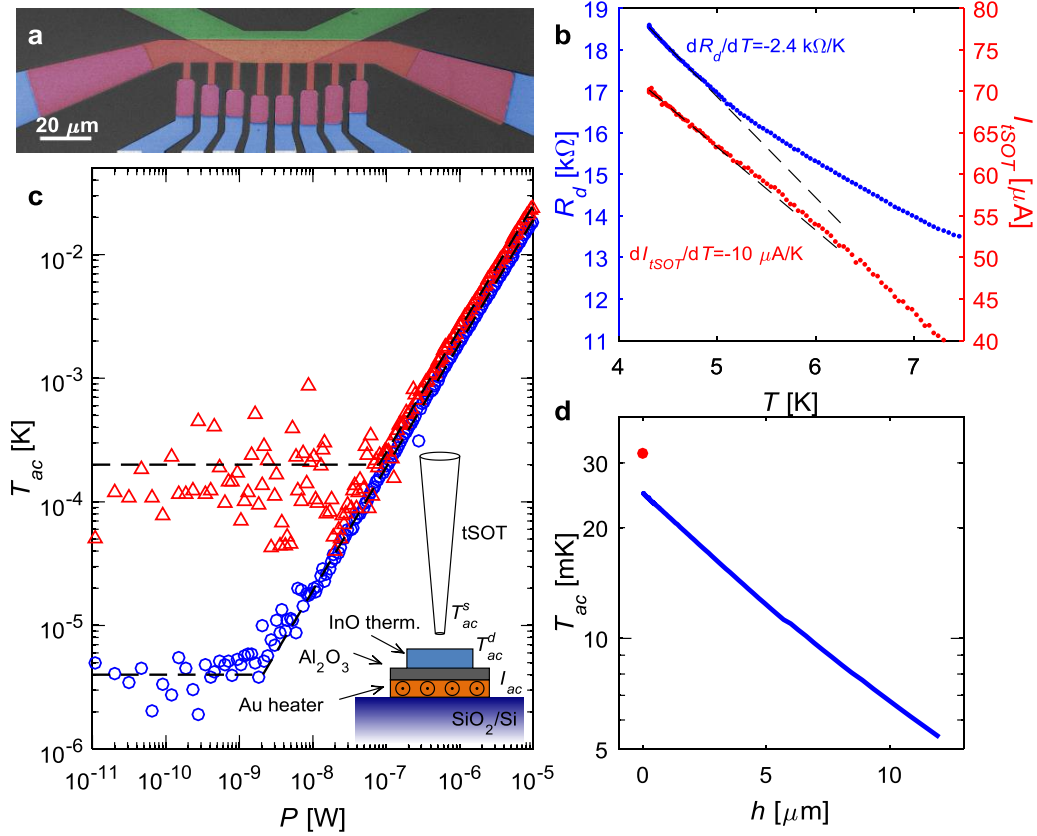 a
20 μm
b
19
18
17
16
15
14
13
12
11
R_d [kΩ]
dR_d/dT=-2.4 kΩ/K
dI_tSOT/dT=-10 μA/K
80
75
70
65
60
55
50
45
40
I_tSOT [μA]
4
5
6
7
T [K]
c
10^-2
10^-3
10^-4
10^-5
10^-6
T_ac [K]
tSOT
T^s_ac
InO therm.
T^d_ac
Al2O3
I_ac
Au heater
SiO2/Si
10^-11
10^-10
10^-9
10^-8
10^-7
10^-6
10^-5
P [W]
d
30
20
10
5
T_ac [mK]
0
5
10
h [μm]